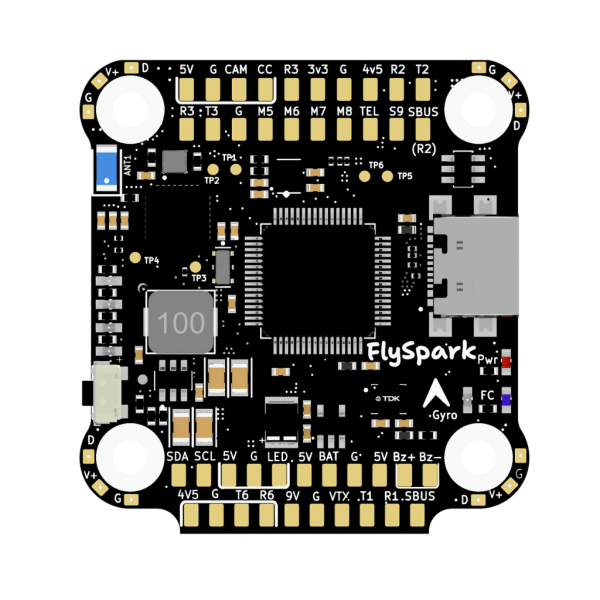 D
V+
G
5V G CAM CC R3 3v3 G 4v5 R2 T2
G
V+
D
R3 T3 G M5 M6 M7 M8 TEL S9 SBUS
(R2)
ANT1
TP1
TP2
TP6
TP5
TP4
TP3
100
FlySpark
Pwr
TDK
FC
Gyro
D
V+
G
SDA SCL 5V G LED 5V BAT G 5V Bz+ Bz-
4V5 G T6 R6 9V G VTX T1 R1 SBUS
G
V+
D